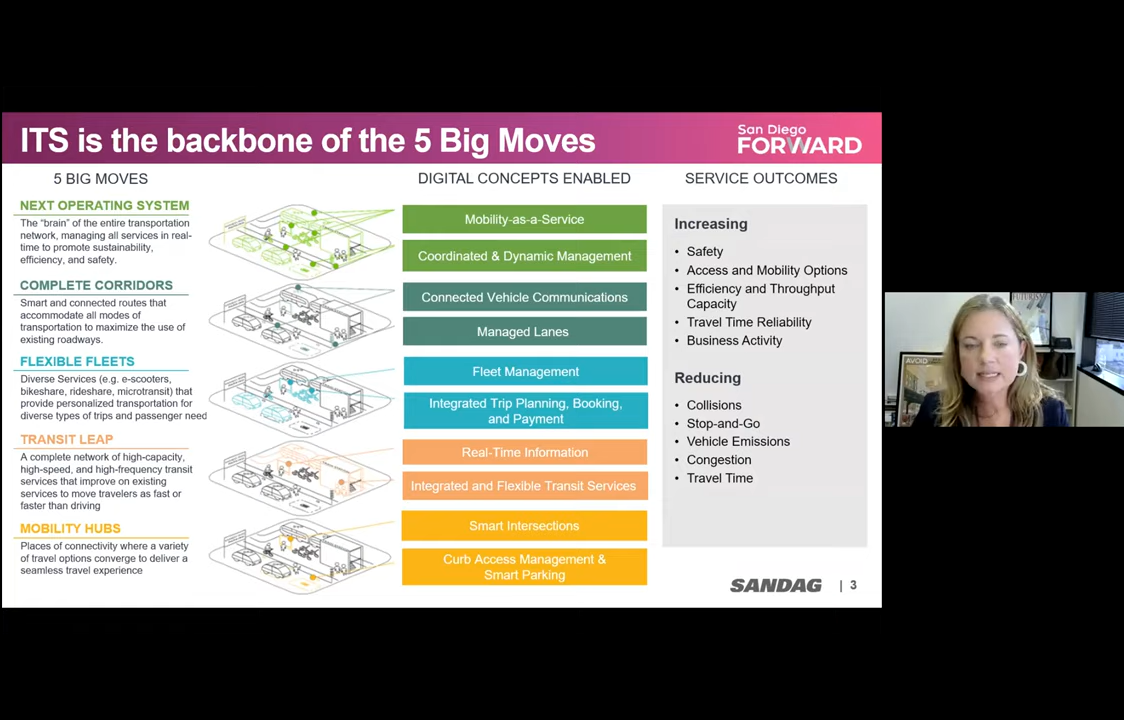 ITS is the backbone of the 5 Big Moves
San Diego
FORWARD
5 BIG MOVES
DIGITAL CONCEPTS ENABLED
SERVICE OUTCOMES
NEXT OPERATING SYSTEM
The “brain” of the entire transportation
network, managing all services in real-
time to promote sustainability,
efficiency, and safety.
COMPLETE CORRIDORS
Smart and connected routes that
accommodate all modes of
transportation to maximize the use of
existing roadways.
FLEXIBLE FLEETS
Diverse Services (e.g. e-scooters,
bikeshare, rideshare, microtransit) that
provide personalized transportation for
diverse types of trips and passenger need
TRANSIT LEAP
A complete network of high-capacity,
high-speed, and high-frequency transit
services that improve on existing
services to move travelers as fast or
faster than driving
MOBILITY HUBS
Places of connectivity where a variety
of travel options converge to deliver a
seamless travel experience
Mobility-as-a-Service
Coordinated & Dynamic Management
Connected Vehicle Communications
Managed Lanes
Fleet Management
Integrated Trip Planning, Booking,
and Payment
Real-Time Information
Integrated and Flexible Transit Services
Smart Intersections
Curb Access Management &
Smart Parking
Increasing
• Safety
• Access and Mobility Options
• Efficiency and Throughput
Capacity
• Travel Time Reliability
• Business Activity
Reducing
• Collisions
• Stop-and-Go
• Vehicle Emissions
• Congestion
• Travel Time
SANDAG | 3
AVOID